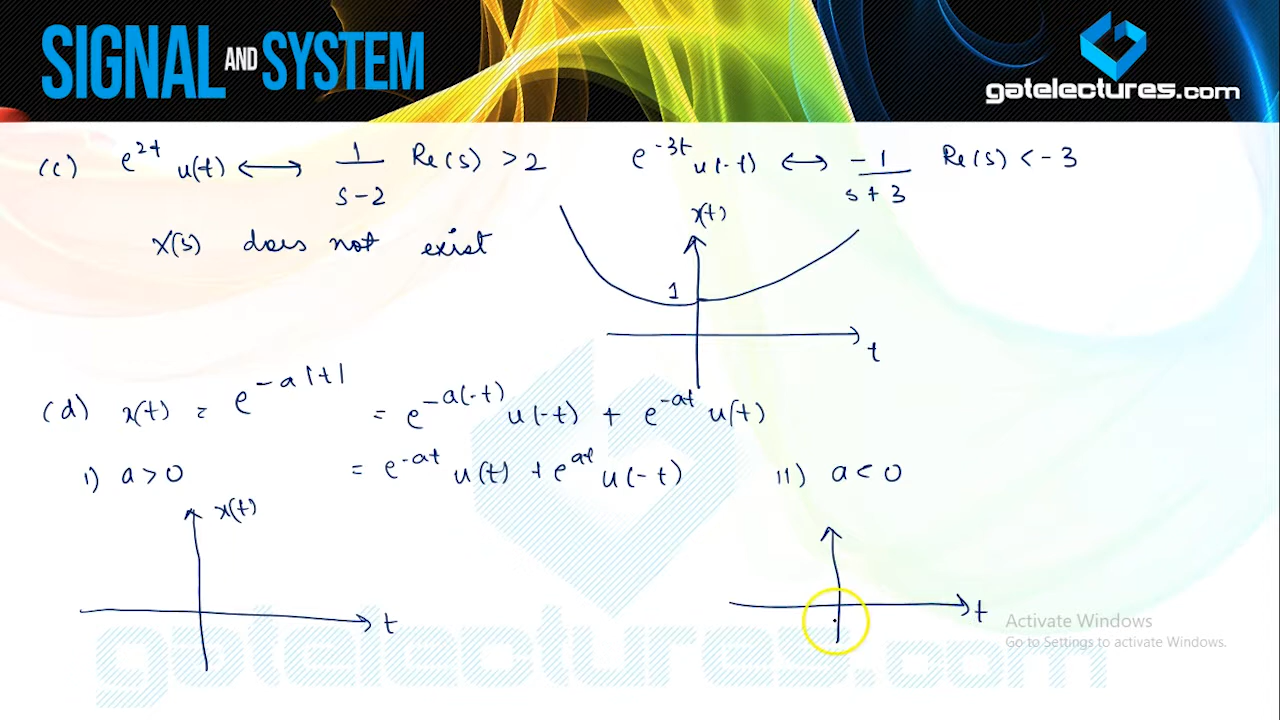 SIGNAL AND SYSTEM
gatelectures.com
(c) e^{2t} u(t) ⟷ 1/(s-2) Re(s) > 2 e^{-3t} u(-t) ⟷ -1/(s+3) Re(s) < -3
X(s) does not exist
x(t)
1
t
(d) x(t) = e^{-a|t|} = e^{-a(-t)} u(-t) + e^{-at} u(t)
i) a > 0 = e^{-at} u(t) + e^{at} u(-t) ii) a < 0
x(t)
t
t
Activate Windows
Go to Settings to activate Windows.
gatelectures.com